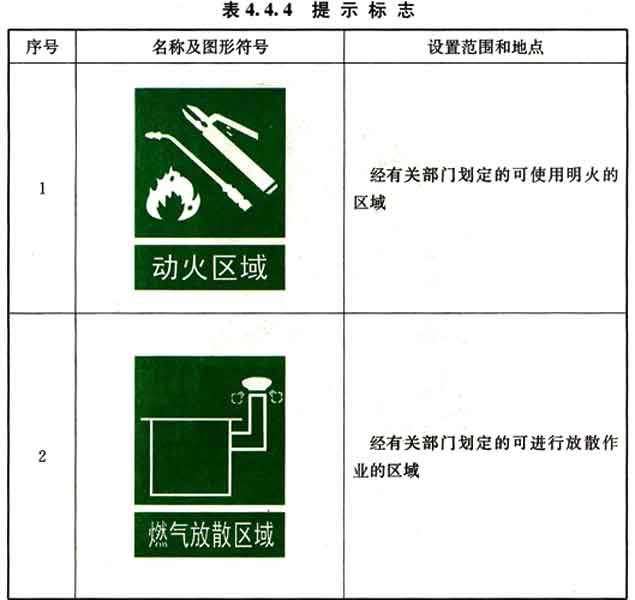 表4.4.4 提示标志
序号 名称及图形符号 设置范围和地点
1
动火区域
经有关部门划定的可使用明火的
区域
2
燃气放散区域
经有关部门划定的可进行放散作
业的区域